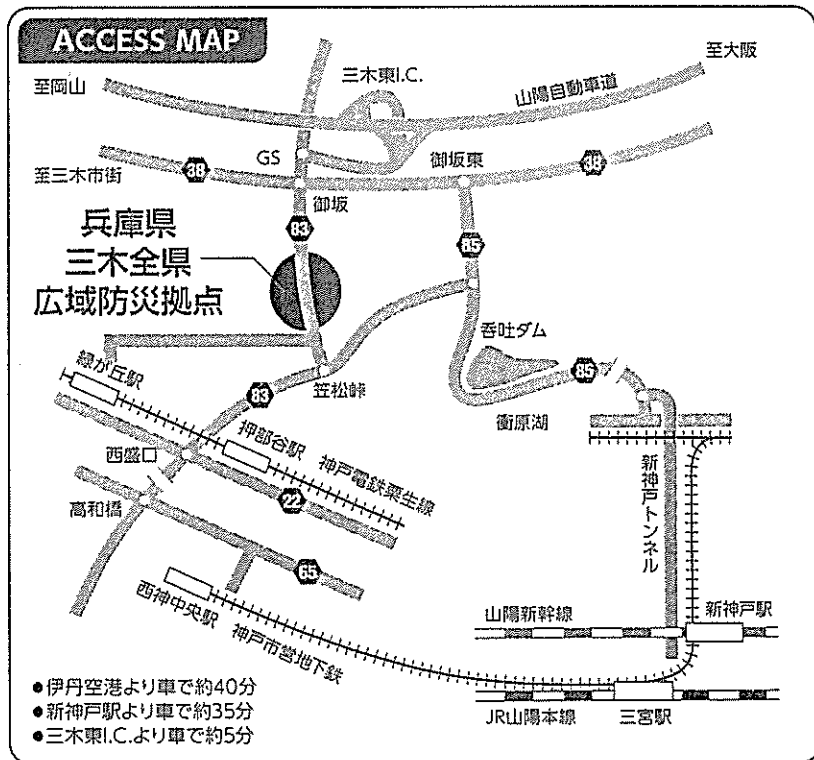 ACCESS MAP
至大阪
至岡山
三木東I.C.
山陽自動車道
GS
御坂東
至三木市街
38
38
御坂
83
85
兵庫県
三木全県
広域防災拠点
呑吐ダム
緑が丘駅
笠松峠
85
83
衝原湖
押部谷駅
西盛口
神戸電鉄粟生線
新神戸トンネル
22
高和橋
65
西神中央駅
神戸市営地下鉄
山陽新幹線
新神戸駅
●伊丹空港より車で約40分
●新神戸駅より車で約35分
●三木東I.C.より車で約5分
JR山陽本線
三宮駅